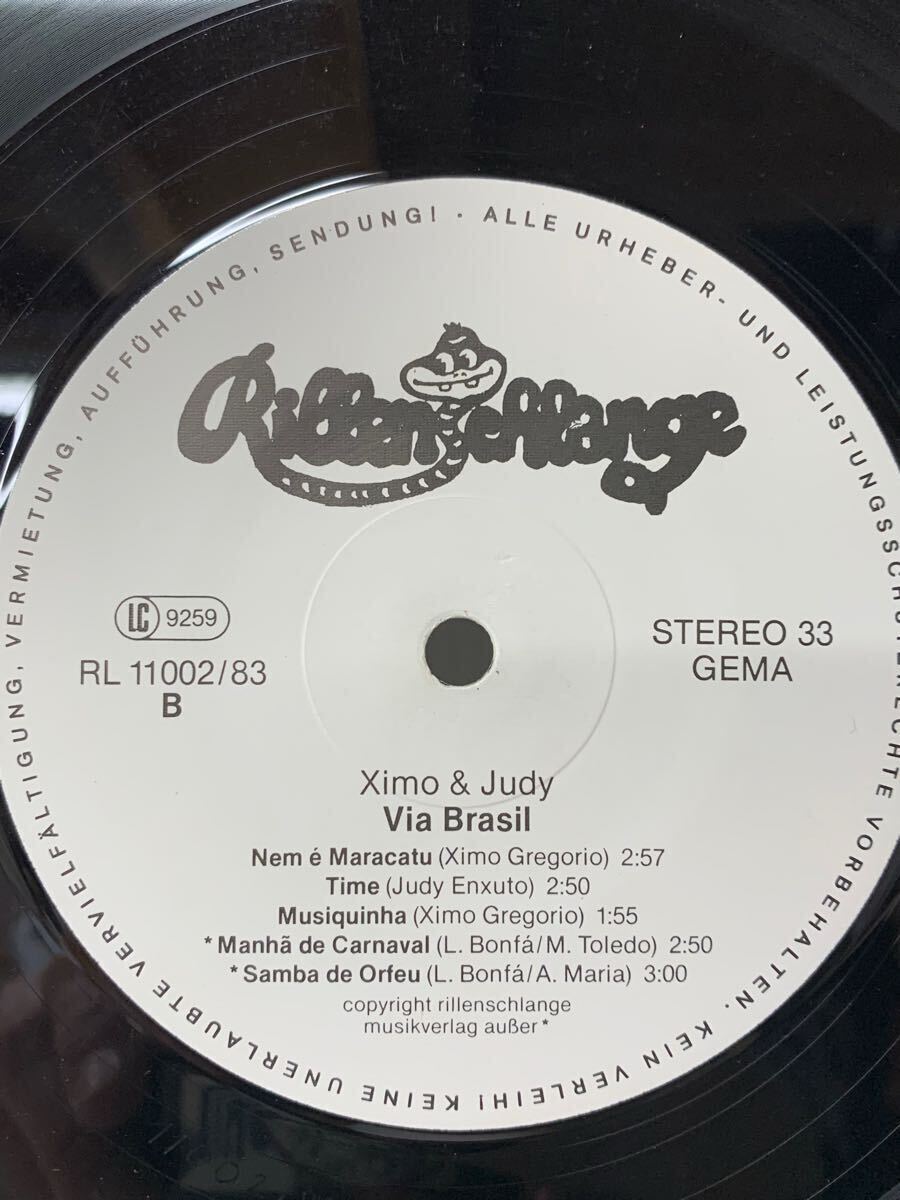 ALLE URHEBER- UND LEISTUNGSSCHUTZRECHTE VORBEHALTEN. KEIN VERLEIH! KEINE UNERLAUBTE VERVIELFÄLTIGUNG, VERMIETUNG, AUFFÜHRUNG, SENDUNG! ·
Rillenschlange
LC 9259
RL 11002/83
B
STEREO 33
GEMA
Ximo & Judy
Via Brasil
Nem é Maracatu (Ximo Gregorio) 2:57
Time (Judy Enxuto) 2:50
Musiquinha (Ximo Gregorio) 1:55
* Manhã de Carnaval (L. Bonfá/M. Toledo) 2:50
* Samba de Orfeu (L. Bonfá/A. Maria) 3:00
copyright rillenschlange
musikverlag außer *